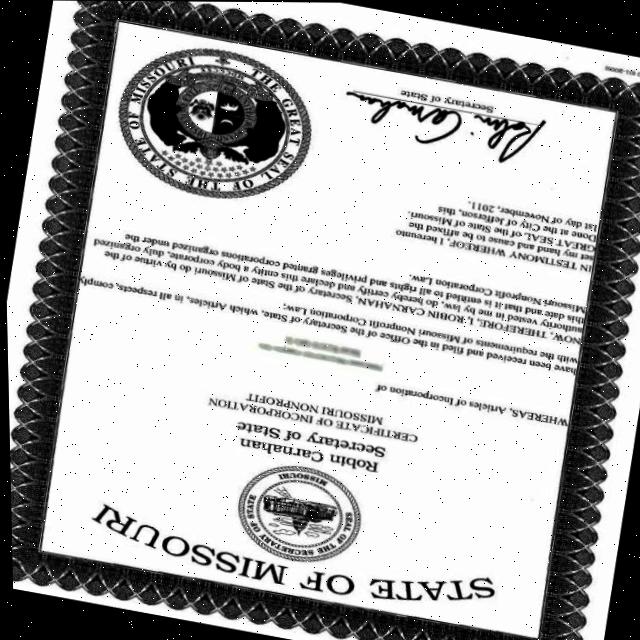 STATE OF MISSOURI
SEAL OF THE SECRETARY OF STATE
MISSOURI
Robin Carnahan
Secretary of State
CERTIFICATE OF INCORPORATION
MISSOURI NONPROFIT
WHEREAS, Articles of Incorporation of
have been received and filed in the Office of the Secretary of State, which Articles, in all respects, comply
with the requirements of Missouri Nonprofit Corporation Law;
NOW, THEREFORE, I, ROBIN CARNAHAN, Secretary of the State of Missouri do by virtue of the
authority vested in me by law, do hereby certify and declare this entity a body corporate, duly organized
this date and that it is entitled to all rights and privileges granted corporations organized under the
Missouri Nonprofit Corporation Law.
IN TESTIMONY WHEREOF, I hereunto
set my hand and cause to be affixed the
GREAT SEAL of the State of Missouri.
Done at the City of Jefferson, this
1st day of November, 2011.
Robin Carnahan
Secretary of State
THE GREAT SEAL OF THE STATE OF MISSOURI